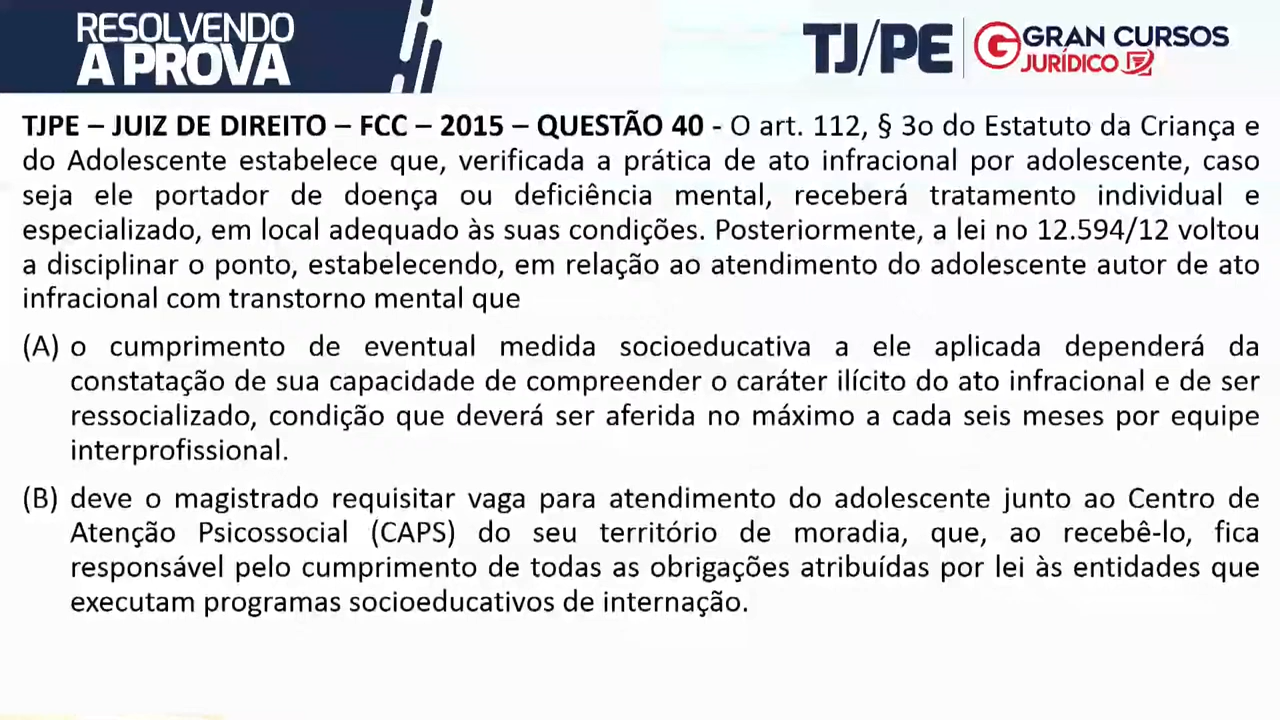 RESOLVENDO
A PROVA
TJ/PE
GRAN CURSOS
JURÍDICO
TJPE – JUIZ DE DIREITO – FCC – 2015 – QUESTÃO 40 - O art. 112, § 3o do Estatuto da Criança e
do Adolescente estabelece que, verificada a prática de ato infracional por adolescente, caso
seja ele portador de doença ou deficiência mental, receberá tratamento individual e
especializado, em local adequado às suas condições. Posteriormente, a lei no 12.594/12 voltou
a disciplinar o ponto, estabelecendo, em relação ao atendimento do adolescente autor de ato
infracional com transtorno mental que
(A) o cumprimento de eventual medida socioeducativa a ele aplicada dependerá da
constatação de sua capacidade de compreender o caráter ilícito do ato infracional e de ser
ressocializado, condição que deverá ser aferida no máximo a cada seis meses por equipe
interprofissional.
(B) deve o magistrado requisitar vaga para atendimento do adolescente junto ao Centro de
Atenção Psicossocial (CAPS) do seu território de moradia, que, ao recebê-lo, fica
responsável pelo cumprimento de todas as obrigações atribuídas por lei às entidades que
executam programas socioeducativos de internação.